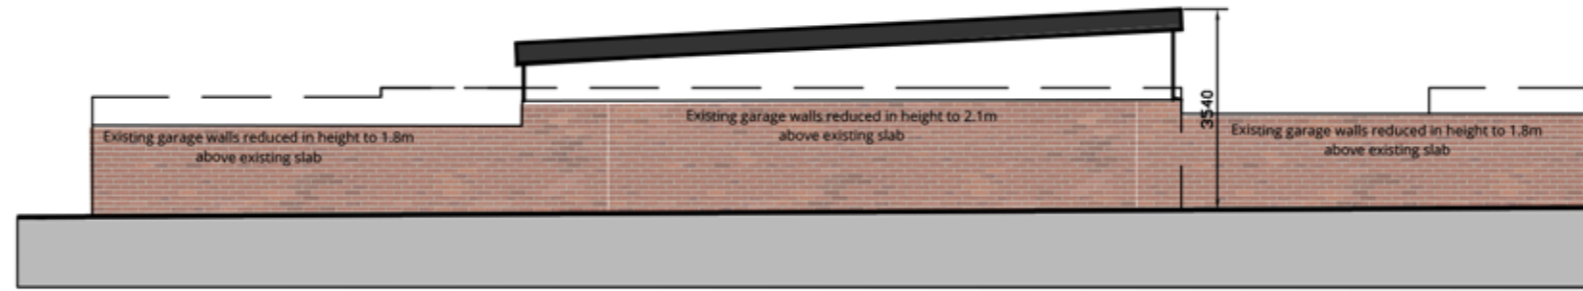 Existing garage walls reduced in height to 1.8m
above existing slab
Existing garage walls reduced in height to 2.1m
above existing slab
3540
Existing garage walls reduced in height to 1.8m
above existing slab